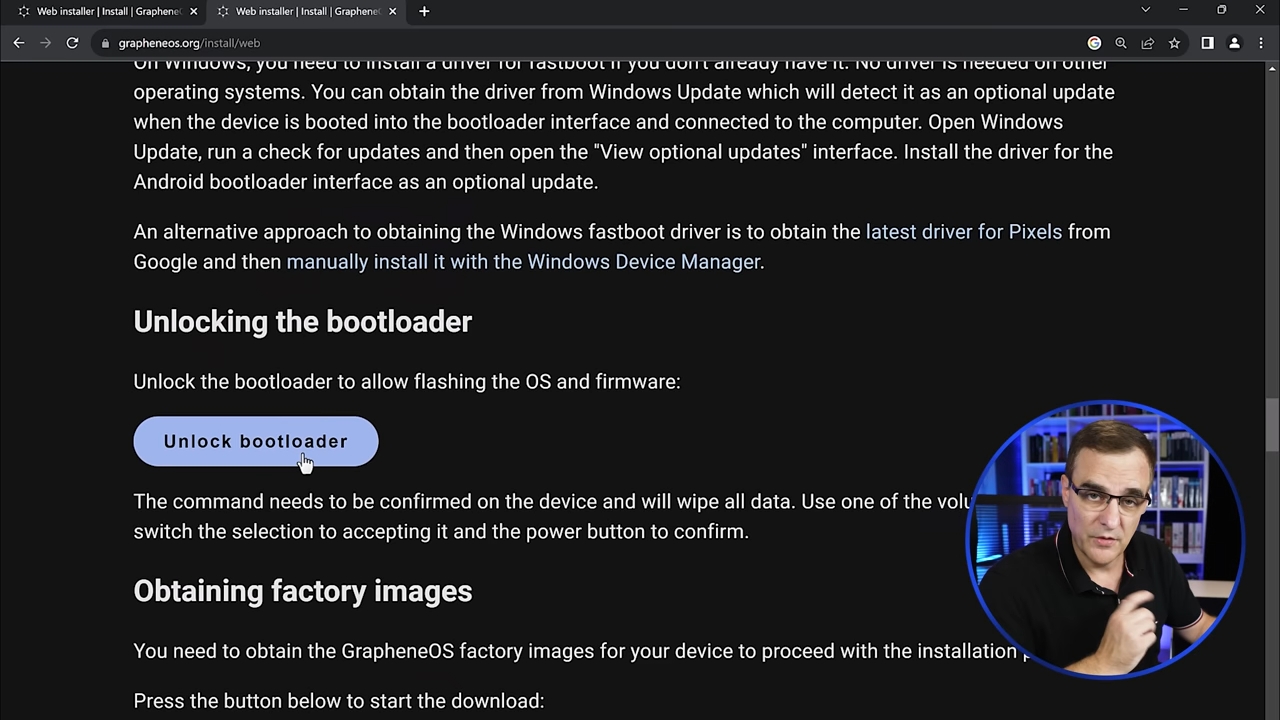 Web installer | Install | GrapheneO
Web installer | Install | GrapheneO
grapheneos.org/install/web
On Windows, you need to install a driver for fastboot if you don't already have it. No driver is needed on other
operating systems. You can obtain the driver from Windows Update which will detect it as an optional update
when the device is booted into the bootloader interface and connected to the computer. Open Windows
Update, run a check for updates and then open the "View optional updates" interface. Install the driver for the
Android bootloader interface as an optional update.
An alternative approach to obtaining the Windows fastboot driver is to obtain the latest driver for Pixels from
Google and then manually install it with the Windows Device Manager.
Unlocking the bootloader
Unlock the bootloader to allow flashing the OS and firmware:
Unlock bootloader
The command needs to be confirmed on the device and will wipe all data. Use one of the volu
switch the selection to accepting it and the power button to confirm.
Obtaining factory images
You need to obtain the GrapheneOS factory images for your device to proceed with the installation p
Press the button below to start the download: